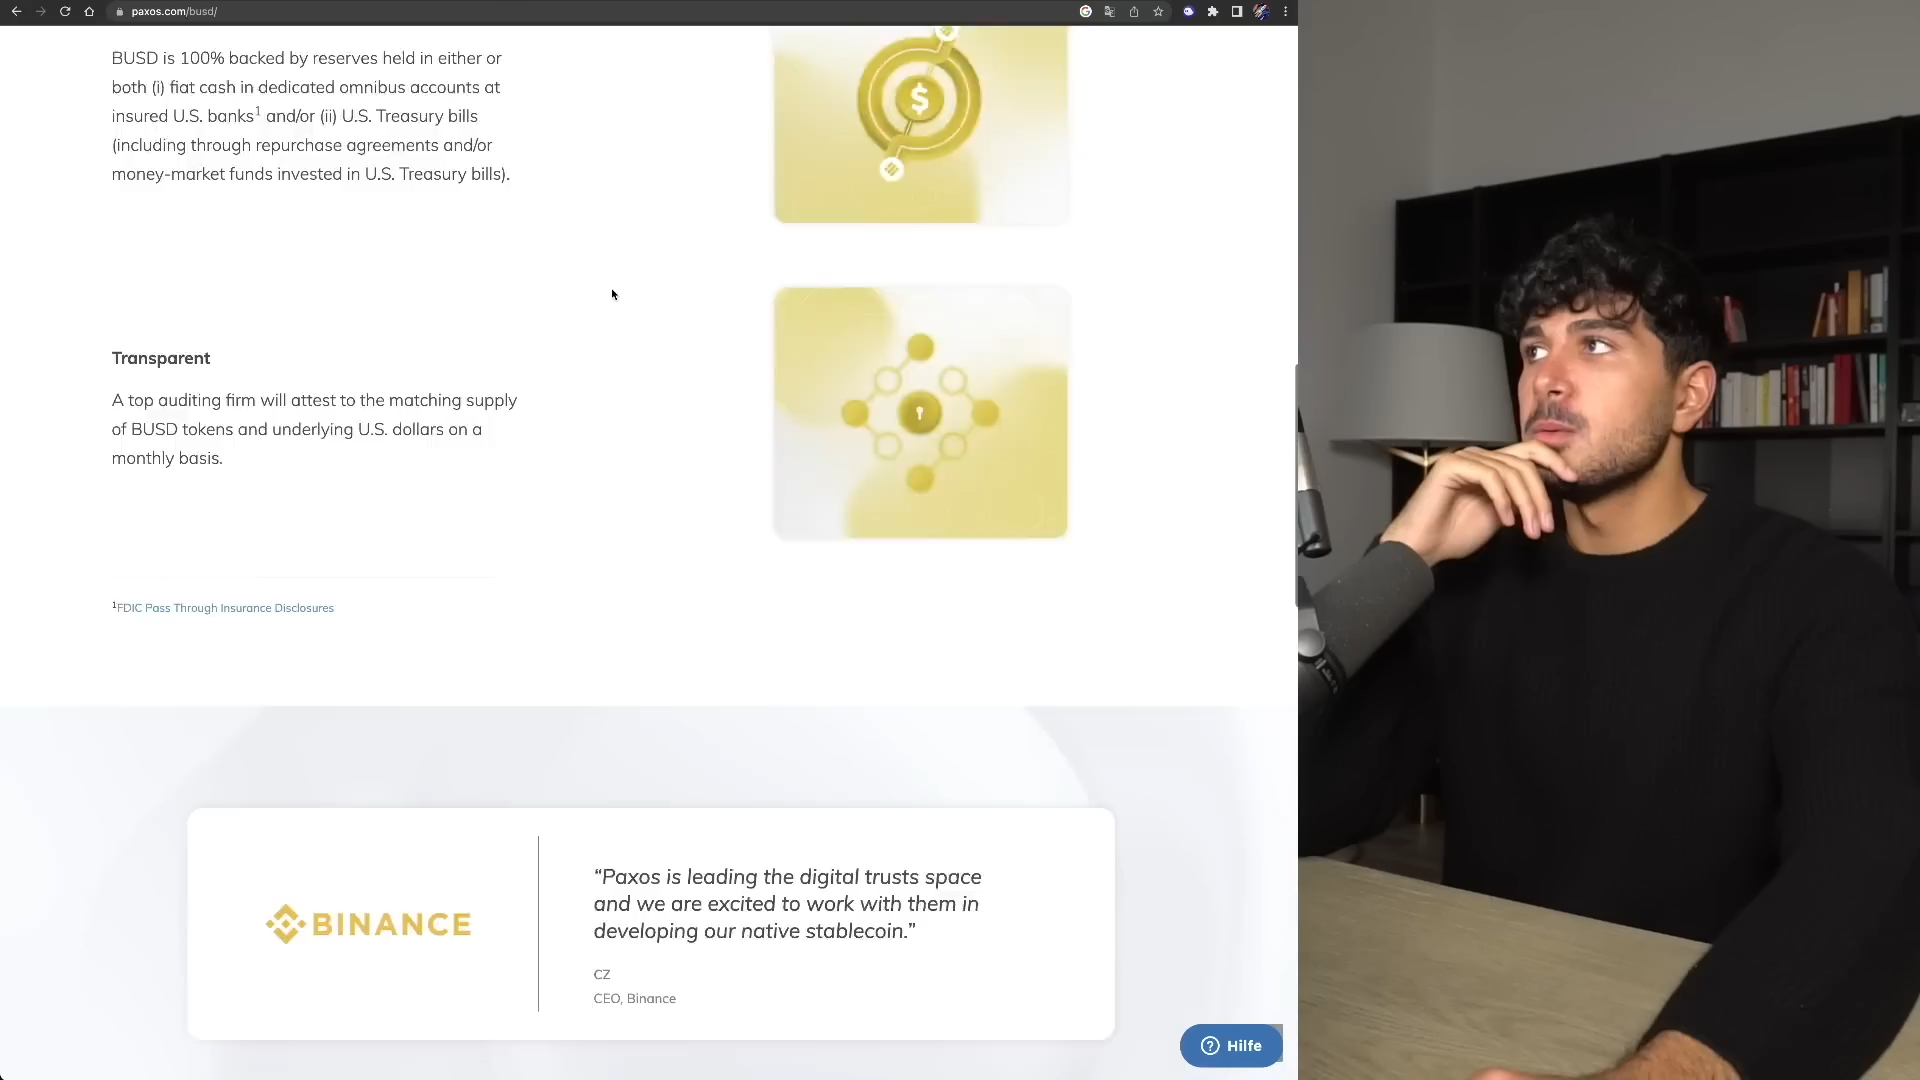 paxos.com/busd/
BUSD is 100% backed by reserves held in either or
both (i) fiat cash in dedicated omnibus accounts at
insured U.S. banks¹ and/or (ii) U.S. Treasury bills
(including through repurchase agreements and/or
money-market funds invested in U.S. Treasury bills).
Transparent
A top auditing firm will attest to the matching supply
of BUSD tokens and underlying U.S. dollars on a
monthly basis.
¹FDIC Pass Through Insurance Disclosures
BINANCE
“Paxos is leading the digital trusts space
and we are excited to work with them in
developing our native stablecoin.”
CZ
CEO, Binance
Hilfe